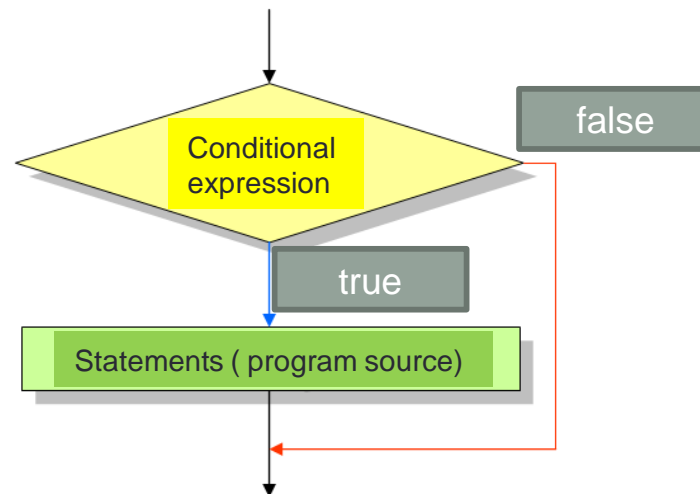 false
Conditional
expression
true
Statements ( program source)